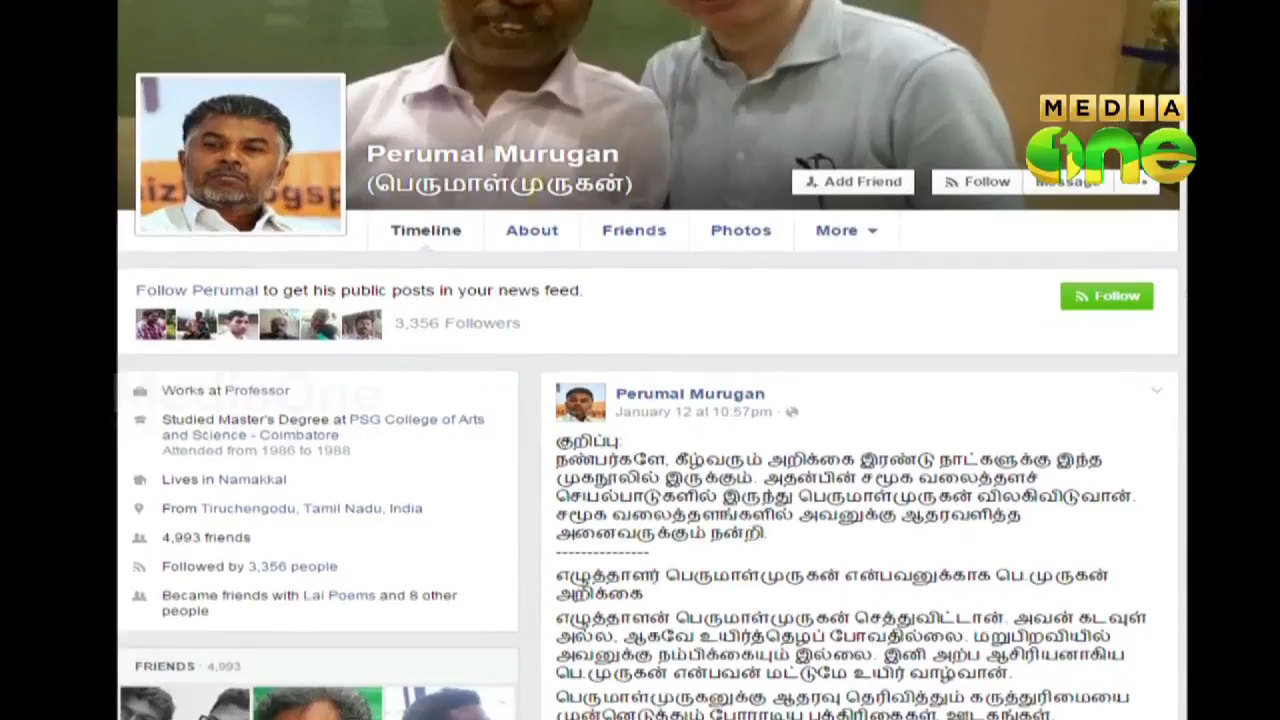 MEDIA
One
Perumal Murugan
(பெருமாள்முருகன்)
Add Friend
Follow
Message
Timeline
About
Friends
Photos
More
Follow Perumal to get his public posts in your news feed.
Follow
3,356 Followers
Works at Professor
Studied Master's Degree at PSG College of Arts
and Science - Coimbatore
Attended from 1986 to 1988
Lives in Namakkal
From Tiruchengodu, Tamil Nadu, India
4,993 friends
Followed by 3,356 people
Became friends with Lai Poems and 8 other
people
FRIENDS · 4,993
Perumal Murugan
January 12 at 10:57pm ·
குறிப்பு:
நண்பர்களே, கீழ்வரும் அறிக்கை இரண்டு நாட்களுக்கு இந்த
முகநூலில் இருக்கும். அதன்பின் சமூக வலைத்தளச்
செயல்பாடுகளில் இருந்து பெருமாள்முருகன் விலகிவிடுவான்.
சமூக வலைத்தளங்களில் அவனுக்கு ஆதரவளித்த
அனைவருக்கும் நன்றி.
---------------
எழுத்தாளர் பெருமாள்முருகன் என்பவனுக்காக பெ.முருகன்
அறிக்கை
எழுத்தாளன் பெருமாள்முருகன் செத்துவிட்டான். அவன் கடவுள்
அல்ல, ஆகவே உயிர்த்தெழப் போவதில்லை. மறுபிறவியில்
அவனுக்கு நம்பிக்கையும் இல்லை. இனி அற்ப ஆசிரியனாகிய
பெ.முருகன் என்பவன் மட்டுமே உயிர் வாழ்வான்.
பெருமாள்முருகனுக்கு ஆதரவு தெரிவித்தும் கருத்துரிமையை
முன்னெடுத்தும் போராடிய பத்திரிகைகள், ஊடகங்கள்,